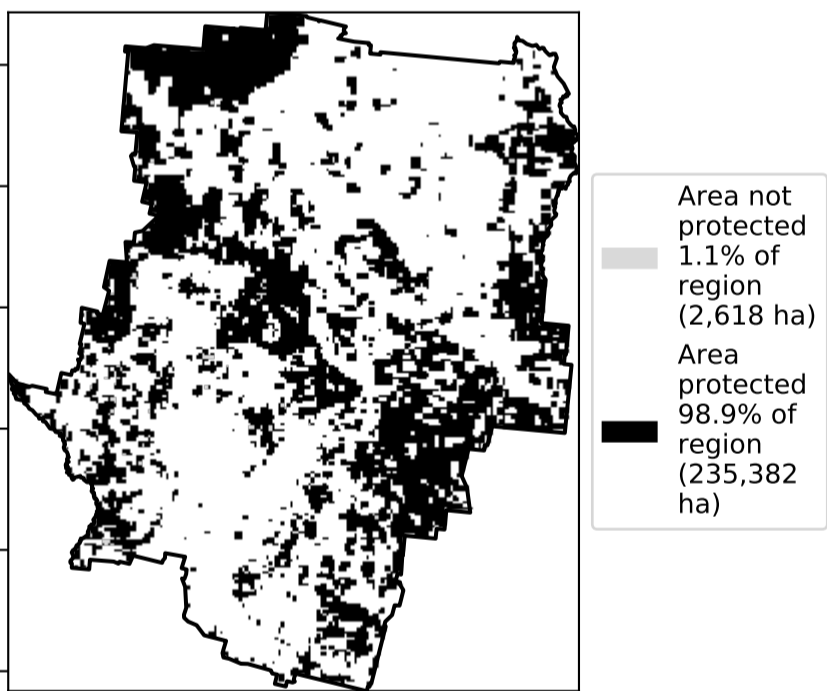 Area not
protected
1.1% of
region
(2,618 ha)
Area
protected
98.9% of
region
(235,382
ha)